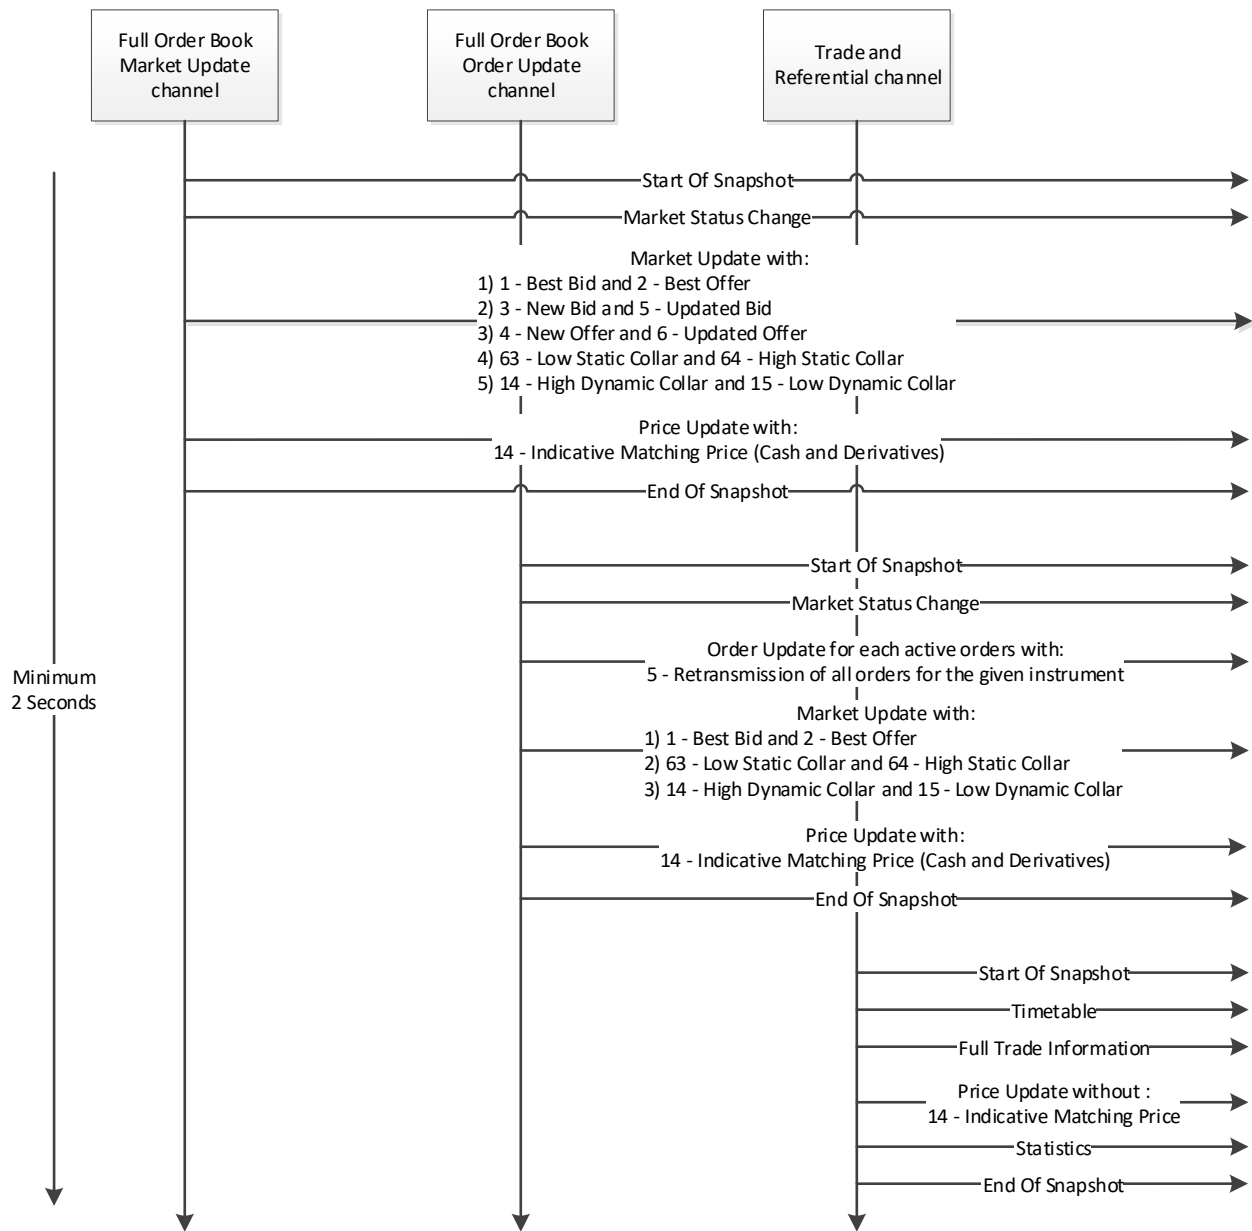 Full Order Book
Market Update
channel
Full Order Book
Order Update
channel
Trade and
Referential channel
Start Of Snapshot
Market Status Change
Market Update with:
1) 1 - Best Bid and 2 - Best Offer
2) 3 - New Bid and 5 - Updated Bid
3) 4 - New Offer and 6 - Updated Offer
4) 63 - Low Static Collar and 64 - High Static Collar
5) 14 - High Dynamic Collar and 15 - Low Dynamic Collar
Price Update with:
14 - Indicative Matching Price (Cash and Derivatives)
End Of Snapshot
Start Of Snapshot
Market Status Change
Order Update for each active orders with:
5 - Retransmission of all orders for the given instrument
Minimum
2 Seconds
Market Update with:
1) 1 - Best Bid and 2 - Best Offer
2) 63 - Low Static Collar and 64 - High Static Collar
3) 14 - High Dynamic Collar and 15 - Low Dynamic Collar
Price Update with:
14 - Indicative Matching Price (Cash and Derivatives)
End Of Snapshot
Start Of Snapshot
Timetable
Full Trade Information
Price Update without :
14 - Indicative Matching Price
Statistics
End Of Snapshot